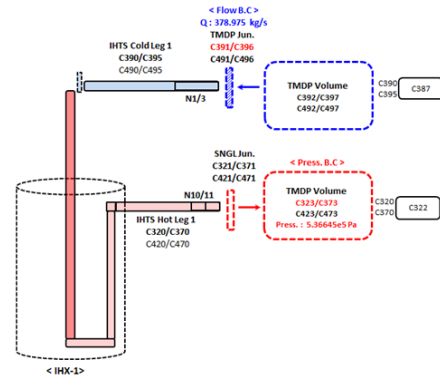 < Flow B.C >
Q : 378.975 kg/s
TMDP Jun.
C391/C396
C491/C496
IHTS Cold Leg 1
C390/C395
C490/C495
N1/3
TMDP Volume
C392/C397
C492/C497
C390
C395
C387
SNGL Jun.
C321/C371
C421/C471
< Press. B.C >
N10/11
IHTS Hot Leg 1
C320/C370
C420/C470
TMDP Volume
C323/C373
C423/C473
Press. : 5.36645e5 Pa
C320
C370
C322
< IHX-1>